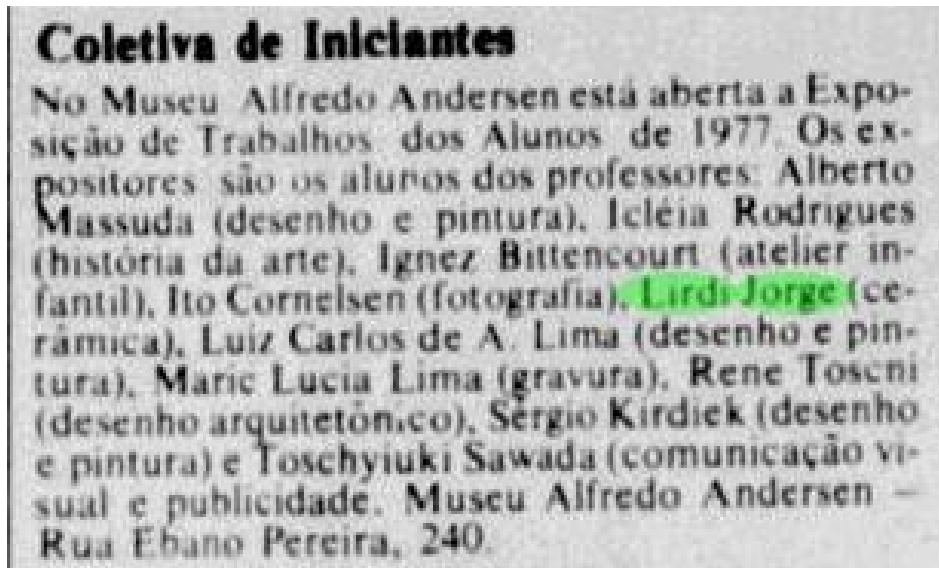 Coletiva de Iniciantes
No Museu Alfredo Andersen está aberta a Expo-
sição de Trabalhos dos Alunos de 1977. Os ex-
positores são os alunos dos professores: Alberto
Massuda (desenho e pintura), Icléia Rodrigues
(história da arte), Ignez Bittencourt (atelier in-
fantil), Ito Cornelsen (fotografia), Lirdi Jorge (ce-
râmica), Luiz Carlos de A. Lima (desenho e pin-
tura), Marie Lucia Lima (gravura), Rene Toseni
(desenho arquitetônico), Sérgio Kirdiek (desenho
e pintura) e Toschyiuki Sawada (comunicação vi-
sual e publicidade. Museu Alfredo Andersen —
Rua Ebano Pereira, 240.